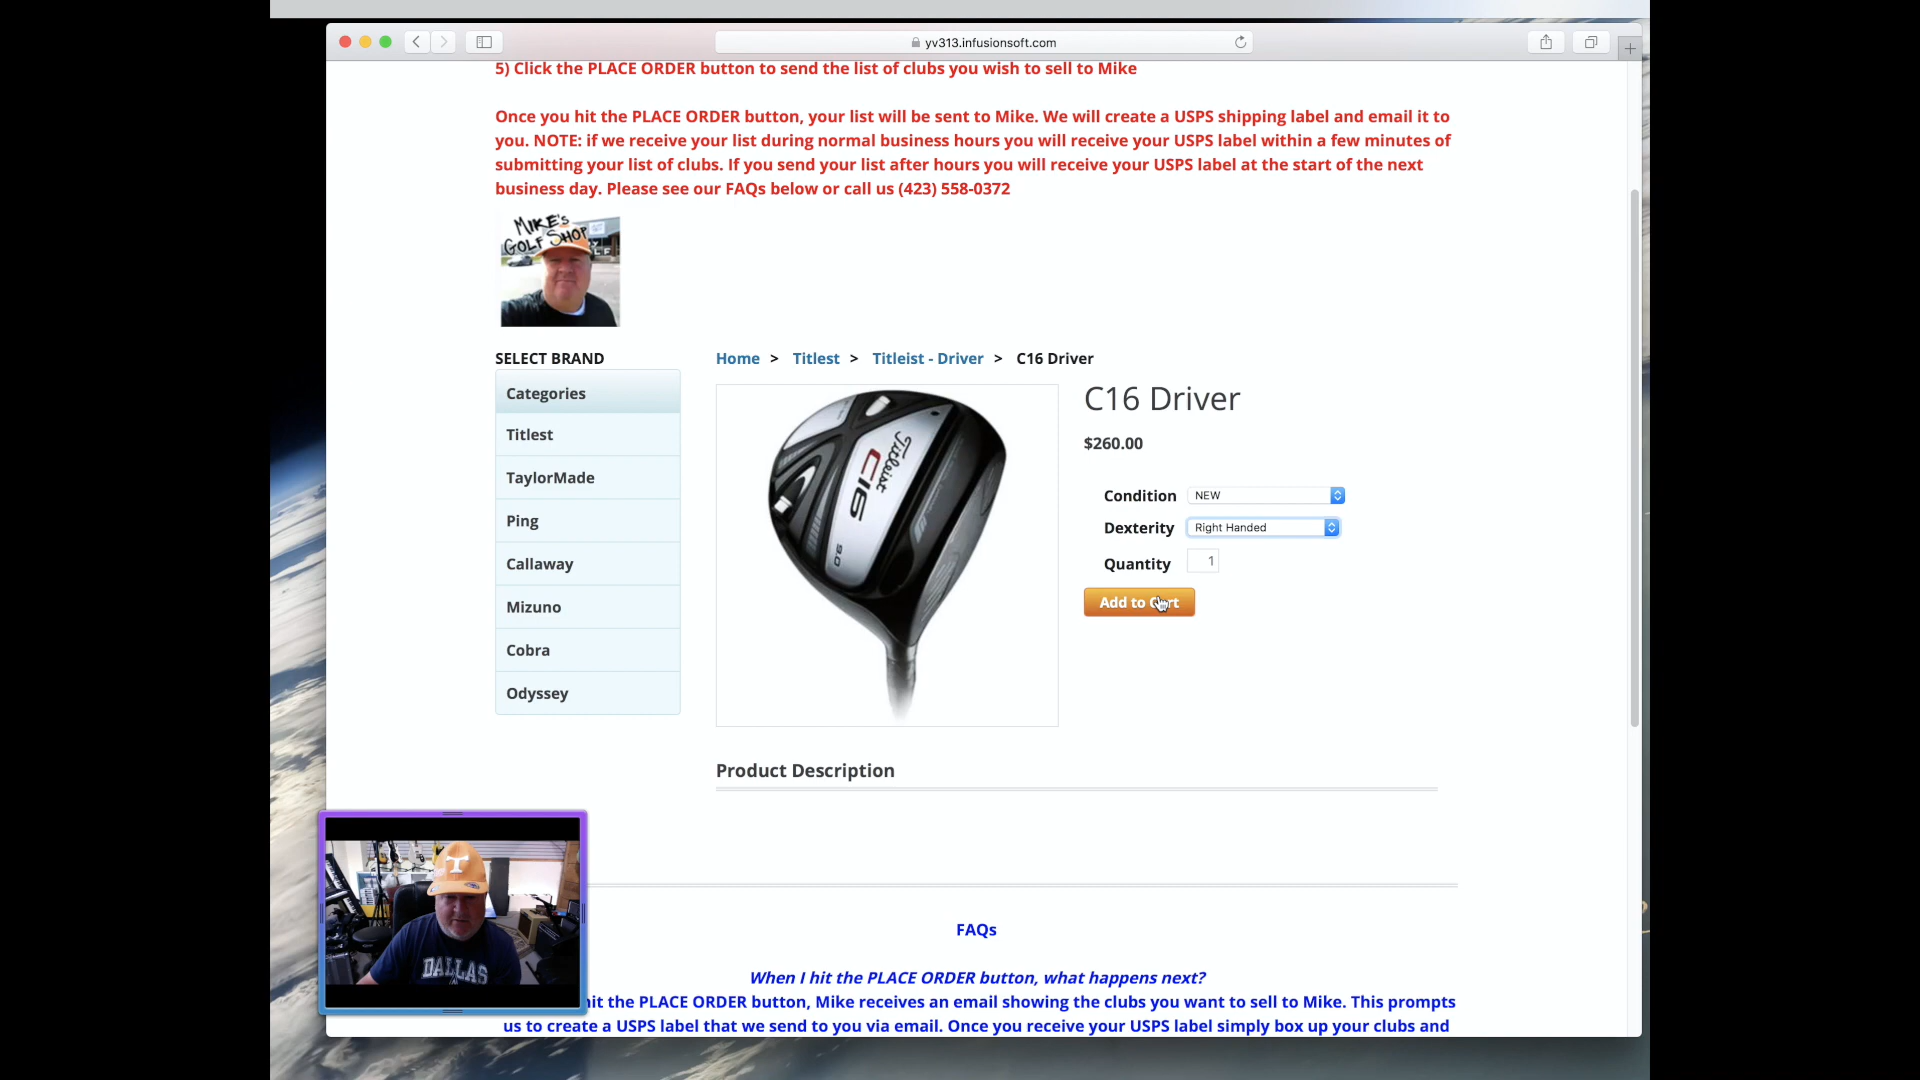 yv313.infusionsoft.com
5) Click the PLACE ORDER button to send the list of clubs you wish to sell to Mike
Once you hit the PLACE ORDER button, your list will be sent to Mike. We will create a USPS shipping label and email it to
you. NOTE: if we receive your list during normal business hours you will receive your USPS label within a few minutes of
submitting your list of clubs. If you send your list after hours you will receive your USPS label at the start of the next
business day. Please see our FAQs below or call us (423) 558-0372
MIKE'S
GOLF SHOP
SELECT BRAND
Categories
Titlest
TaylorMade
Ping
Callaway
Mizuno
Cobra
Odyssey
Home > Titlest > Titleist - Driver > C16 Driver
Titleist
C16
9.0
C16 Driver
$260.00
Condition NEW
Dexterity Right Handed
Quantity 1
Add to Cart
Product Description
FAQs
When I hit the PLACE ORDER button, what happens next?
hit the PLACE ORDER button, Mike receives an email showing the clubs you want to sell to Mike. This prompts
us to create a USPS label that we send to you via email. Once you receive your USPS label simply box up your clubs and
T
DALLAS